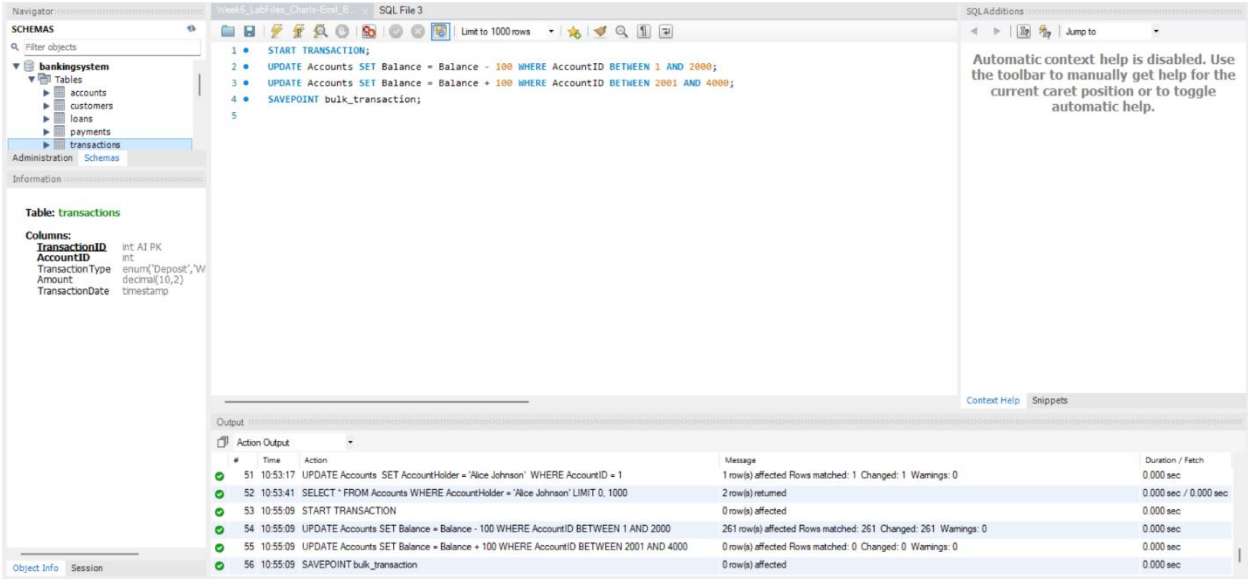 Navigator
SCHEMAS
Filter objects
bankingsystem
Tables
accounts
customers
loans
payments
transactions
Administration Schemas
Information
Table: transactions
Columns:
TransactionID int AI PK
AccountID int
TransactionType enum('Deposit','W
Amount decimal(10,2)
TransactionDate timestamp
Object Info Session
Week6_LabFiles_Charls-Emil_B... × SQL File 3
Limit to 1000 rows
1 START TRANSACTION;
2 UPDATE Accounts SET Balance = Balance - 100 WHERE AccountID BETWEEN 1 AND 2000;
3 UPDATE Accounts SET Balance = Balance + 100 WHERE AccountID BETWEEN 2001 AND 4000;
4 SAVEPOINT bulk_transaction;
5
SQLAdditions
Jump to
Automatic context help is disabled. Use
the toolbar to manually get help for the
current caret position or to toggle
automatic help.
Context Help Snippets
Output
Action Output
# Time Action Message Duration / Fetch
51 10:53:17 UPDATE Accounts SET AccountHolder = 'Alice Johnson' WHERE AccountID = 1 1 row(s) affected Rows matched: 1 Changed: 1 Warnings: 0 0.000 sec
52 10:53:41 SELECT * FROM Accounts WHERE AccountHolder = 'Alice Johnson' LIMIT 0, 1000 2 row(s) returned 0.000 sec / 0.000 sec
53 10:55:09 START TRANSACTION 0 row(s) affected 0.000 sec
54 10:55:09 UPDATE Accounts SET Balance = Balance - 100 WHERE AccountID BETWEEN 1 AND 2000 261 row(s) affected Rows matched: 261 Changed: 261 Warnings: 0 0.000 sec
55 10:55:09 UPDATE Accounts SET Balance = Balance + 100 WHERE AccountID BETWEEN 2001 AND 4000 0 row(s) affected Rows matched: 0 Changed: 0 Warnings: 0 0.000 sec
56 10:55:09 SAVEPOINT bulk_transaction 0 row(s) affected 0.000 sec